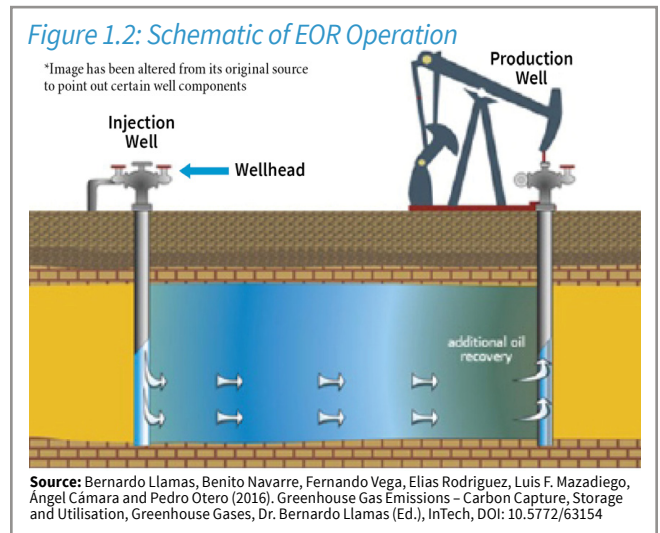 Figure 1.2: Schematic of EOR Operation
*Image has been altered from its original source
to point out certain well components
Production
Well
Injection
Well
Wellhead
additional oil
recovery
Source: Bernardo Llamas, Benito Navarre, Fernando Vega, Elias Rodriguez, Luis F. Mazadiego,
Ángel Cámara and Pedro Otero (2016). Greenhouse Gas Emissions – Carbon Capture, Storage
and Utilisation, Greenhouse Gases, Dr. Bernardo Llamas (Ed.), InTech, DOI: 10.5772/63154